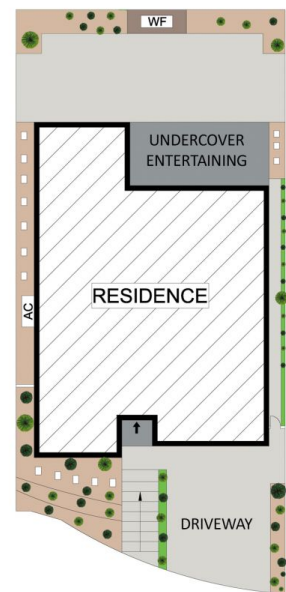 WF
UNDERCOVER
ENTERTAINING
RESIDENCE
AC
DRIVEWAY